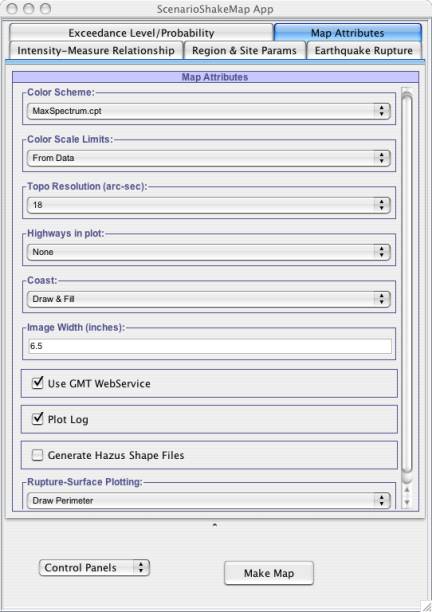 ScenarioShakeMap App
Exceedance Level/Probability
Map Attributes
Intensity-Measure Relationship
Region & Site Params
Earthquake Rupture
Map Attributes
Color Scheme:
MaxSpectrum.cpt
Color Scale Limits:
From Data
Topo Resolution (arc-sec):
18
Highways in plot:
None
Coast:
Draw & Fill
Image Width (inches):
6.5
Use GMT WebService
Plot Log
Generate Hazus Shape Files
Rupture-Surface Plotting:
Draw Perimeter
Control Panels
Make Map